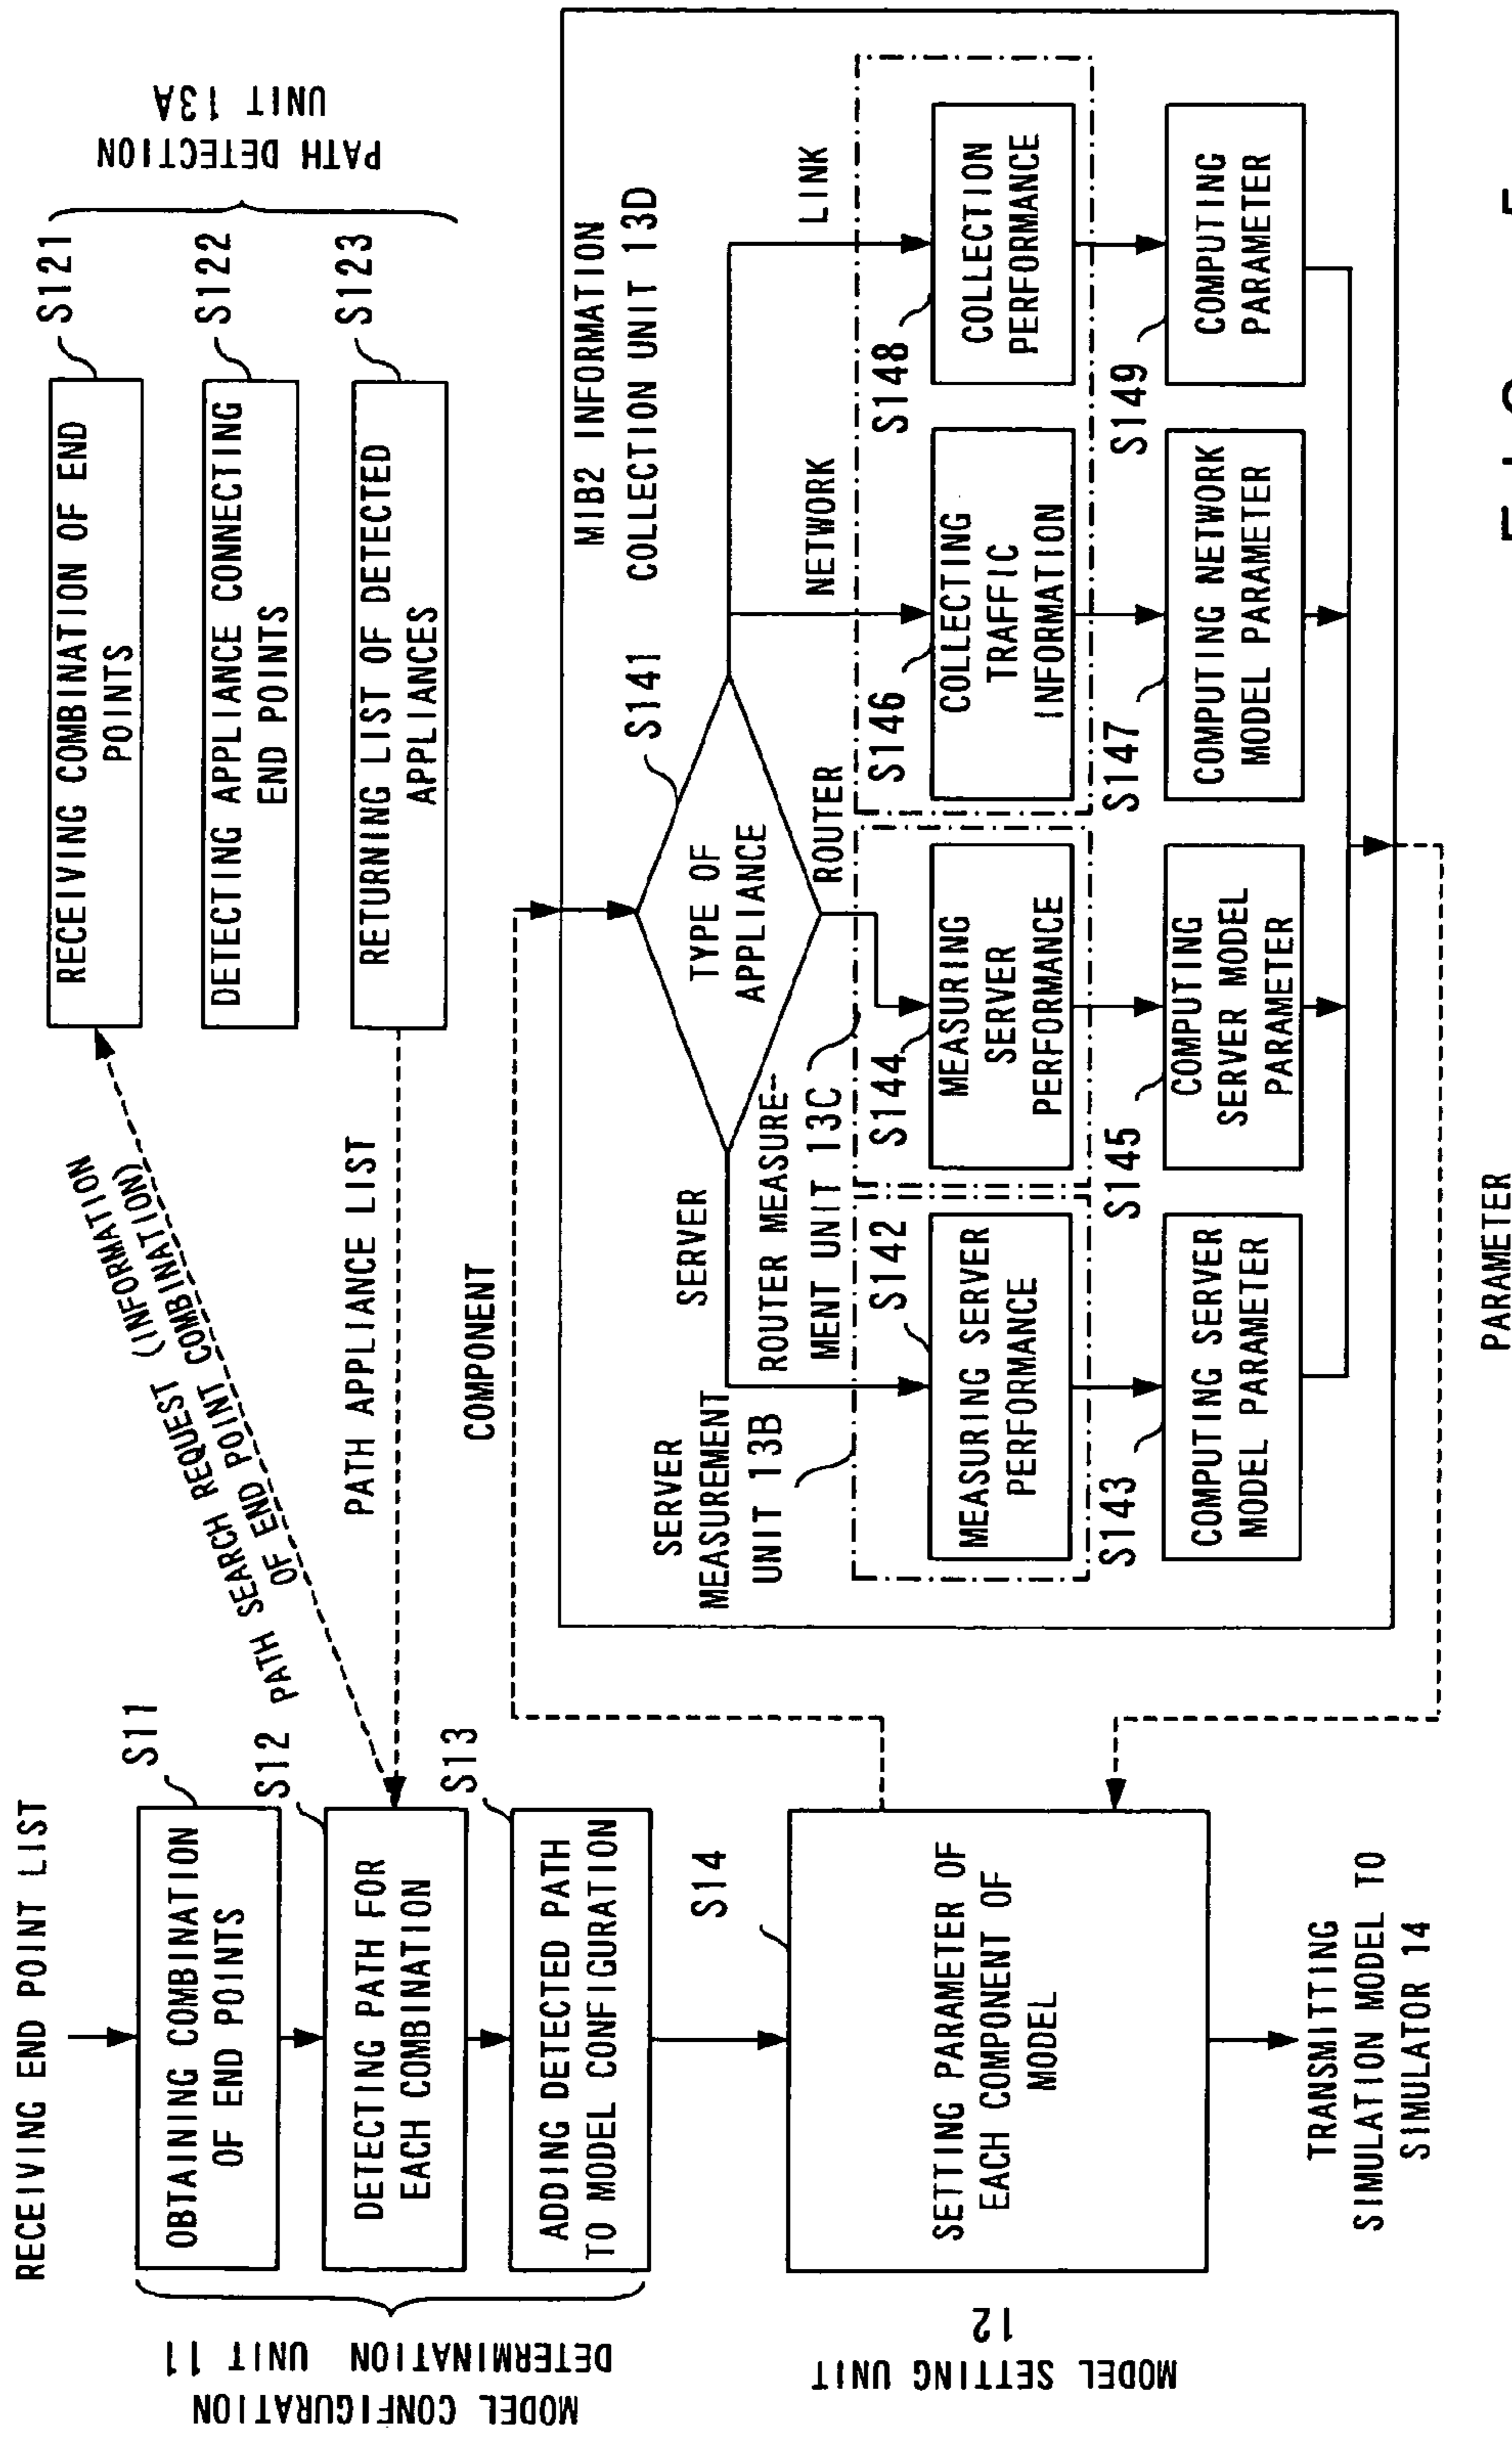 RECEIVING END POINT LIST
S11
OBTAINING COMBINATION
OF END POINTS
S12
DETECTING PATH FOR
EACH COMBINATION
S13
ADDING DETECTED PATH
TO MODEL CONFIGURATION
MODEL CONFIGURATION
DETERMINATION UNIT 11
S14
SETTING PARAMETER OF
EACH COMPONENT OF
MODEL
MODEL SETTING UNIT
12
TRANSMITTING
SIMULATION MODEL TO
SIMULATOR 14
PATH SEARCH REQUEST (INFORMATION
OF END POINT COMBINATION)
PATH APPLIANCE LIST
COMPONENT
PARAMETER
RECEIVING COMBINATION OF END
POINTS
S121
DETECTING APPLIANCE CONNECTING
END POINTS
S122
RETURNING LIST OF DETECTED
APPLIANCES
S123
PATH DETECTION
UNIT 13A
MIB2 INFORMATION
COLLECTION UNIT 13D
TYPE OF
APPLIANCE
S141
SERVER
ROUTER
NETWORK
LINK
SERVER
MEASUREMENT
UNIT 13B
ROUTER MEASURE-
MENT UNIT 13C
S142
MEASURING SERVER
PERFORMANCE
S144
MEASURING
SERVER
PERFORMANCE
S146
COLLECTING
TRAFFIC
INFORMATION
S148
COLLECTION
PERFORMANCE
S143
COMPUTING SERVER
MODEL PARAMETER
S145
COMPUTING
SERVER MODEL
PARAMETER
S147
COMPUTING NETWORK
MODEL PARAMETER
S149
COMPUTING
PARAMETER